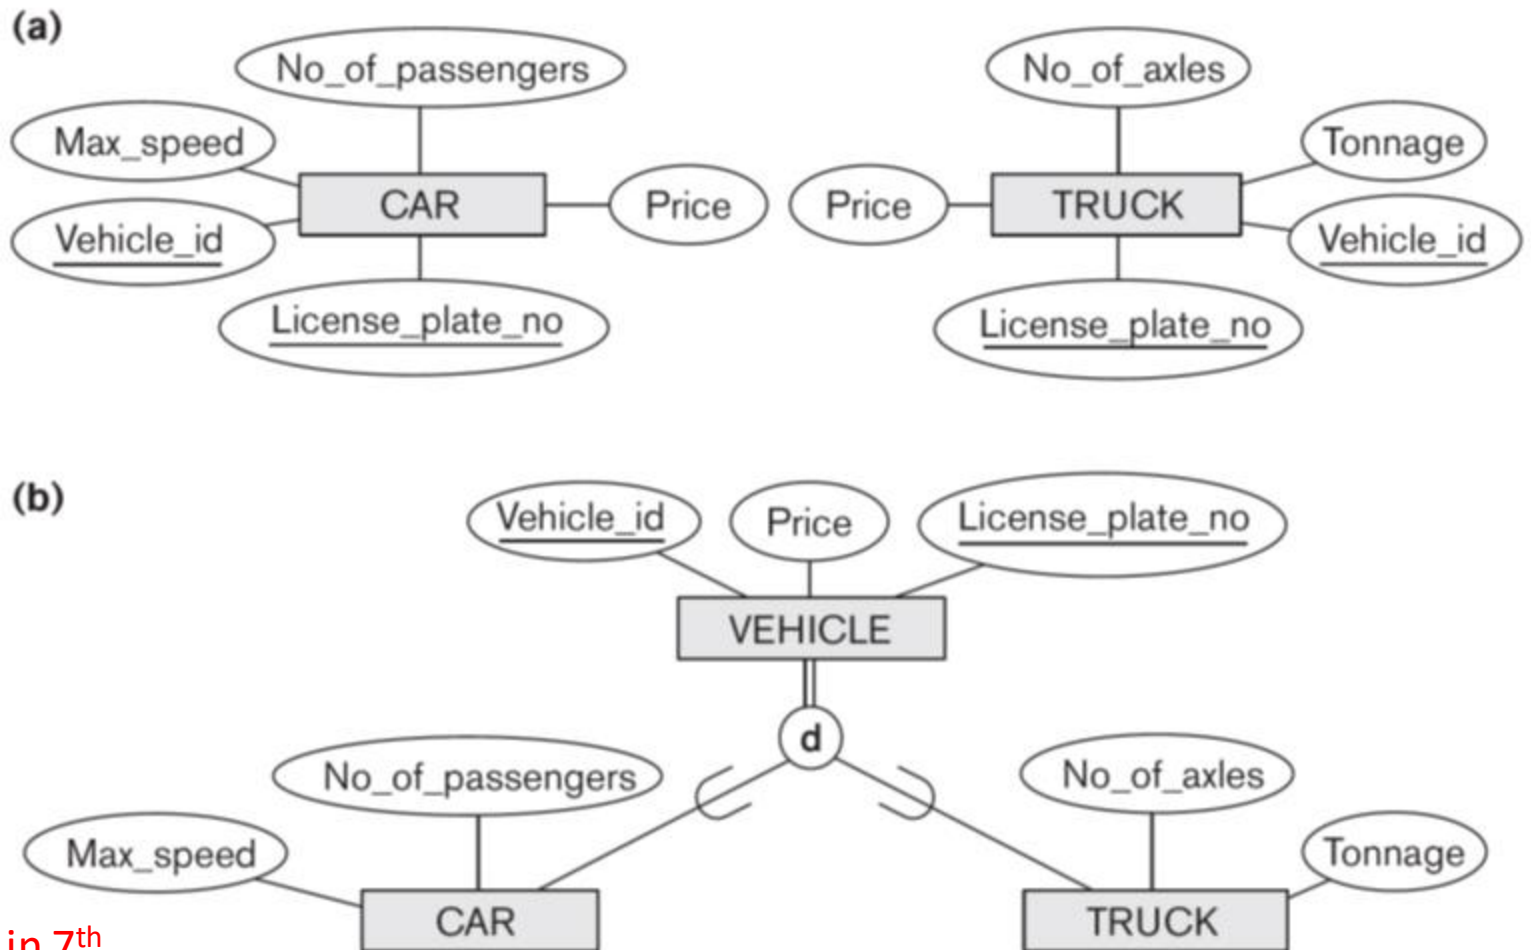 (a)
No_of_passengers
No_of_axles
Max_speed
Tonnage
CAR
Price
Price
TRUCK
Vehicle_id
Vehicle_id
License_plate_no
License_plate_no
(b)
Vehicle_id
Price
License_plate_no
VEHICLE
d
No_of_passengers
No_of_axles
Max_speed
Tonnage
CAR
TRUCK
in 7th